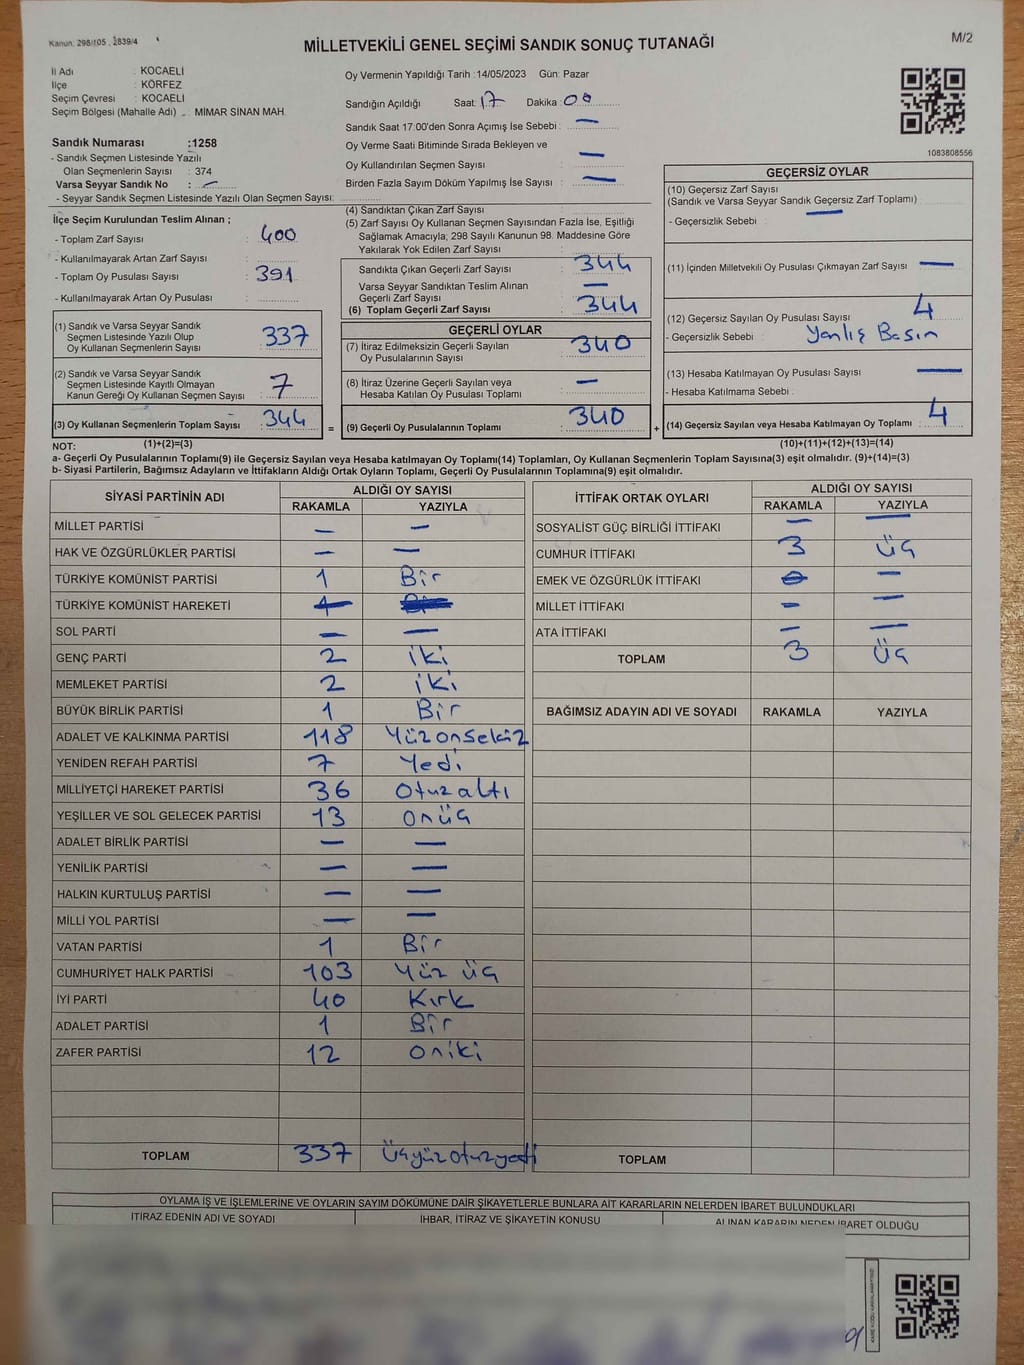 Kanun: 298/105 , 2839/4
MİLLETVEKİLİ GENEL SEÇİMİ SANDIK SONUÇ TUTANAĞI
M/2
İl Adı : KOCAELİ
İlçe : KÖRFEZ
Seçim Çevresi : KOCAELİ
Seçim Bölgesi (Mahalle Adı) : MİMAR SİNAN MAH.
Sandık Numarası :1258
- Sandık Seçmen Listesinde Yazılı
Olan Seçmenlerin Sayısı : 374
Varsa Seyyar Sandık No : —
- Seyyar Sandık Seçmen Listesinde Yazılı Olan Seçmen Sayısı:
Oy Vermenin Yapıldığı Tarih :14/05/2023 Gün: Pazar
Sandığın Açıldığı Saat: 17 Dakika: 00
Sandık Saat 17:00'den Sonra Açımış İse Sebebi : —
Oy Verme Saati Bitiminde Sırada Bekleyen ve
Oy Kullandırılan Seçmen Sayısı : —
Birden Fazla Sayım Döküm Yapılmış İse Sayısı : —
1083808556
İlçe Seçim Kurulundan Teslim Alınan ;
- Toplam Zarf Sayısı : 400
- Kullanılmayarak Artan Zarf Sayısı :
- Toplam Oy Pusulası Sayısı : 391
- Kullanılmayarak Artan Oy Pusulası :
(1) Sandık ve Varsa Seyyar Sandık
Seçmen Listesinde Yazılı Olup
Oy Kullanan Seçmenlerin Sayısı : 337
(2) Sandık ve Varsa Seyyar Sandık
Seçmen Listesinde Kayıtlı Olmayan
Kanun Gereği Oy Kullanan Seçmen Sayısı : 7
(3) Oy Kullanan Seçmenlerin Toplam Sayısı : 344
(4) Sandıktan Çıkan Zarf Sayısı :
(5) Zarf Sayısı Oy Kullanan Seçmen Sayısından Fazla İse, Eşitliği
Sağlamak Amacıyla; 298 Sayılı Kanunun 98. Maddesine Göre
Yakılarak Yok Edilen Zarf Sayısı :
Sandıkta Çıkan Geçerli Zarf Sayısı : 344
Varsa Seyyar Sandıktan Teslim Alınan
Geçerli Zarf Sayısı : —
(6) Toplam Geçerli Zarf Sayısı : 344
GEÇERLİ OYLAR
(7) İtiraz Edilmeksizin Geçerli Sayılan
Oy Pusulalarının Sayısı : 340
(8) İtiraz Üzerine Geçerli Sayılan veya
Hesaba Katılan Oy Pusulası Toplamı : —
= (9) Geçerli Oy Pusulalarının Toplamı : 340
GEÇERSİZ OYLAR
(10) Geçersiz Zarf Sayısı
(Sandık ve Varsa Seyyar Sandık Geçersiz Zarf Toplamı) :
- Geçersizlik Sebebi : —
(11) İçinden Milletvekili Oy Pusulası Çıkmayan Zarf Sayısı : —
(12) Geçersiz Sayılan Oy Pusulası Sayısı : 4
- Geçersizlik Sebebi : Yanlış Basım
(13) Hesaba Katılmayan Oy Pusulası Sayısı : —
- Hesaba Katılmama Sebebi :
+ (14) Geçersiz Sayılan veya Hesaba Katılmayan Oy Toplamı : 4
NOT: (1)+(2)=(3) (10)+(11)+(12)+(13)=(14)
a- Geçerli Oy Pusulalarının Toplamı(9) ile Geçersiz Sayılan veya Hesaba katılmayan Oy Toplamı(14) Toplamları, Oy Kullanan Seçmenlerin Toplam Sayısına(3) eşit olmalıdır. (9)+(14)=(3)
b- Siyasi Partilerin, Bağımsız Adayların ve İttifakların Aldığı Ortak Oyların Toplamı, Geçerli Oy Pusulalarının Toplamına(9) eşit olmalıdır.
SİYASİ PARTİNİN ADI ALDIĞI OY SAYISI
RAKAMLA YAZIYLA
MİLLET PARTİSİ — —
HAK VE ÖZGÜRLÜKLER PARTİSİ — —
TÜRKİYE KOMÜNİST PARTİSİ 1 Bir
TÜRKİYE KOMÜNİST HAREKETİ
SOL PARTİ — —
GENÇ PARTİ 2 iki
MEMLEKET PARTİSİ 2 iki
BÜYÜK BİRLİK PARTİSİ 1 Bir
ADALET VE KALKINMA PARTİSİ 118 Yüzonsekiz
YENİDEN REFAH PARTİSİ 7 Yedi
MİLLİYETÇİ HAREKET PARTİSİ 36 Otuzaltı
YEŞİLLER VE SOL GELECEK PARTİSİ 13 Onüç
ADALET BİRLİK PARTİSİ — —
YENİLİK PARTİSİ — —
HALKIN KURTULUŞ PARTİSİ — —
MİLLİ YOL PARTİSİ — —
VATAN PARTİSİ 1 Bir
CUMHURİYET HALK PARTİSİ 103 Yüz üç
İYİ PARTİ 40 Kırk
ADALET PARTİSİ 1 Bir
ZAFER PARTİSİ 12 Oniki
TOPLAM 337 Üçyüzotuzyedi
İTTİFAK ORTAK OYLARI ALDIĞI OY SAYISI
RAKAMLA YAZIYLA
SOSYALİST GÜÇ BİRLİĞİ İTTİFAKI — —
CUMHUR İTTİFAKI 3 Üç
EMEK VE ÖZGÜRLÜK İTTİFAKI — —
MİLLET İTTİFAKI — —
ATA İTTİFAKI — —
TOPLAM 3 Üç
BAĞIMSIZ ADAYIN ADI VE SOYADI RAKAMLA YAZIYLA
TOPLAM
OYLAMA İŞ VE İŞLEMLERİNE VE OYLARIN SAYIM DÖKÜMÜNE DAİR ŞİKAYETLERLE BUNLARA AİT KARARLARIN NELERDEN İBARET BULUNDUKLARI
İTİRAZ EDENİN ADI VE SOYADI İHBAR, İTİRAZ VE ŞİKAYETİN KONUSU ALINAN KARARIN NEDEN İBARET OLDUĞU